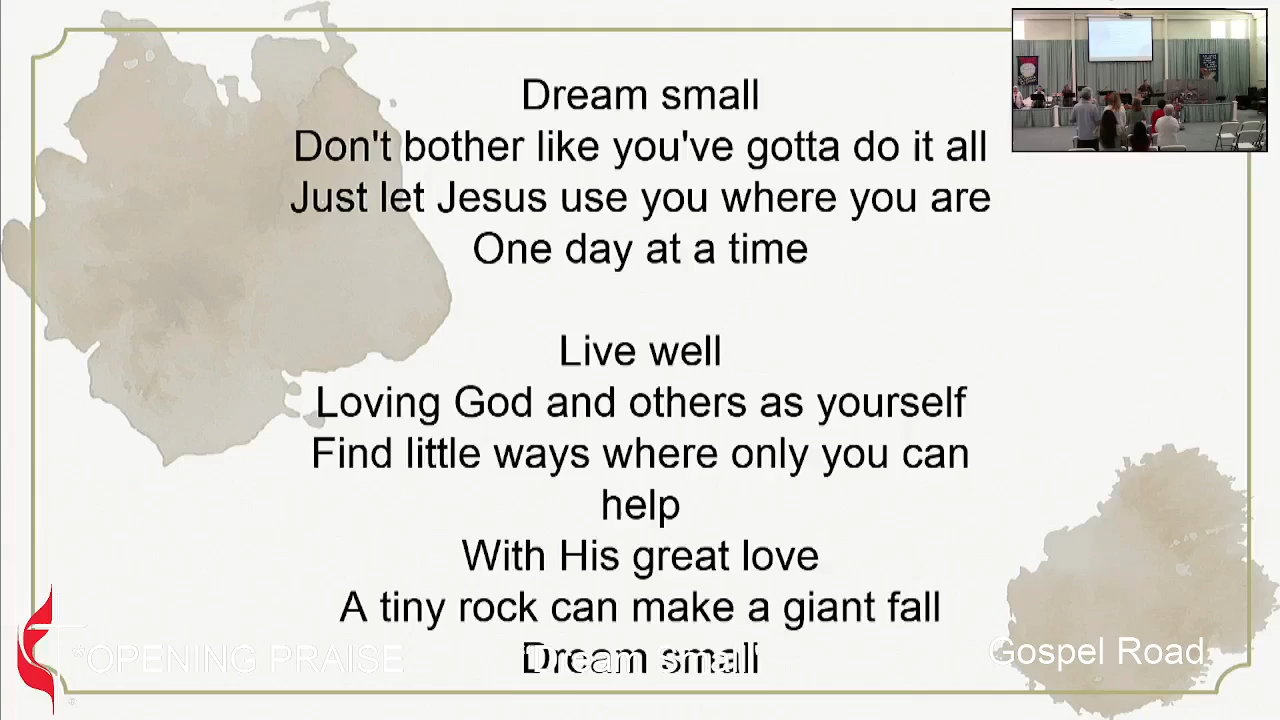 Dream small
Don't bother like you've gotta do it all
Just let Jesus use you where you are
One day at a time
Live well
Loving God and others as yourself
Find little ways where only you can
help
With His great love
A tiny rock can make a giant fall
Dream small
*OPENING PRAISE
"Dream small"
Gospel Road